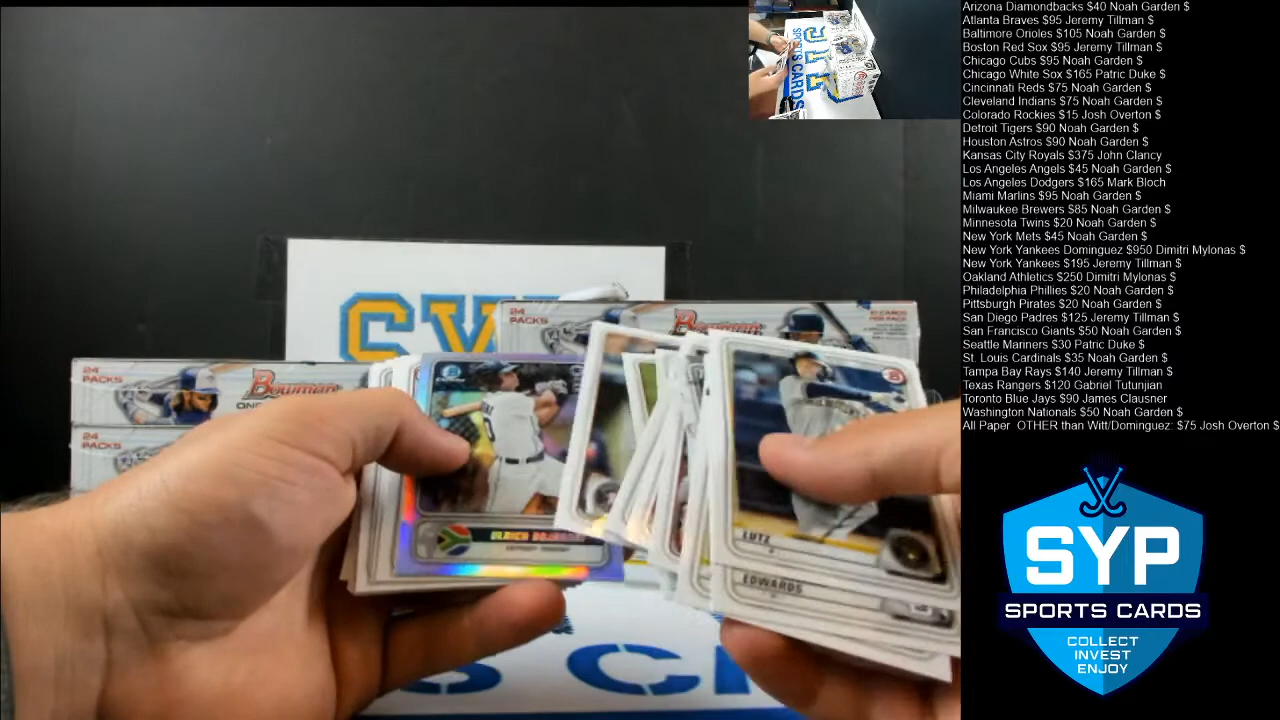 Arizona Diamondbacks $40 Noah Garden $
Atlanta Braves $95 Jeremy Tillman $
Baltimore Orioles $105 Noah Garden $
Boston Red Sox $95 Jeremy Tillman $
Chicago Cubs $95 Noah Garden $
Chicago White Sox $165 Patric Duke $
Cincinnati Reds $75 Noah Garden $
Cleveland Indians $75 Noah Garden $
Colorado Rockies $15 Josh Overton $
Detroit Tigers $90 Noah Garden $
Houston Astros $90 Noah Garden $
Kansas City Royals $375 John Clancy
Los Angeles Angels $45 Noah Garden $
Los Angeles Dodgers $165 Mark Bloch
Miami Marlins $95 Noah Garden $
Milwaukee Brewers $85 Noah Garden $
Minnesota Twins $20 Noah Garden $
New York Mets $45 Noah Garden $
New York Yankees Dominguez $950 Dimitri Mylonas $
New York Yankees $195 Jeremy Tillman $
Oakland Athletics $250 Dimitri Mylonas $
Philadelphia Phillies $20 Noah Garden $
Pittsburgh Pirates $20 Noah Garden $
San Diego Padres $125 Jeremy Tillman $
San Francisco Giants $50 Noah Garden $
Seattle Mariners $30 Patric Duke $
St. Louis Cardinals $35 Noah Garden $
Tampa Bay Rays $140 Jeremy Tillman $
Texas Rangers $120 Gabriel Tutunjian
Toronto Blue Jays $90 James Clausner
Washington Nationals $50 Noah Garden $
All Paper OTHER than Witt/Dominguez: $75 Josh Overton $
SPORTS CARDS
24 PACKS
Bowman
24 PACKS
Bowman
24 PACKS
LUTZ
EDWARDS
SYP
SPORTS CARDS
COLLECT
INVEST
ENJOY